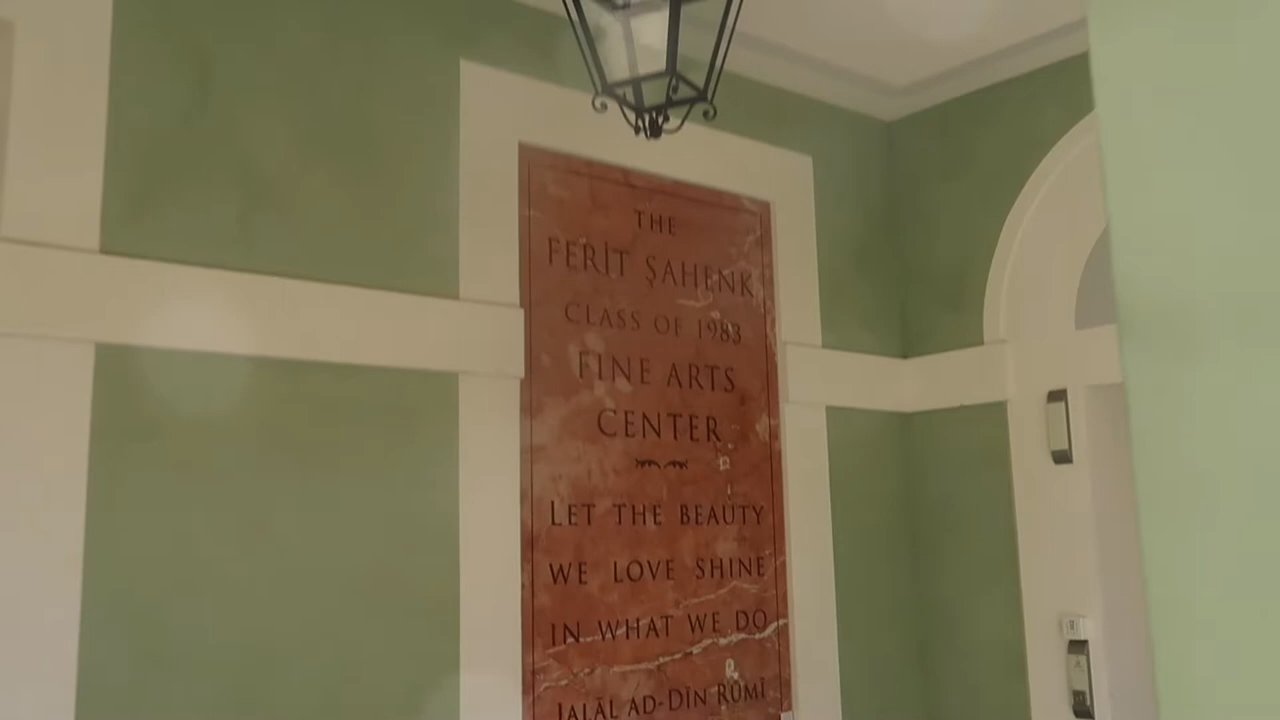 THE
FERİT ŞAHENK
CLASS OF 1983
FINE ARTS
CENTER
LET THE BEAUTY
WE LOVE SHINE
IN WHAT WE DO
JALĀL AD-DĪN RŪMĪ